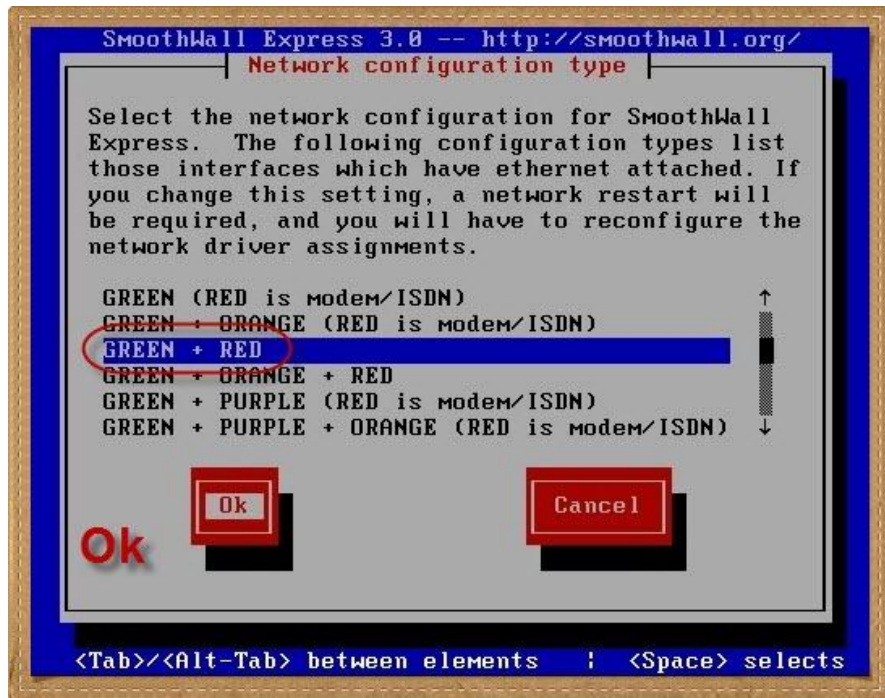 SmoothWall Express 3.0 -- http://smoothwall.org/
Network configuration type
Select the network configuration for SmoothWall
Express.  The following configuration types list
those interfaces which have ethernet attached. If
you change this setting, a network restart will
be required, and you will have to reconfigure the
network driver assignments.
GREEN (RED is modem/ISDN)
GREEN + ORANGE (RED is modem/ISDN)
GREEN + RED
GREEN + ORANGE + RED
GREEN + PURPLE (RED is modem/ISDN)
GREEN + PURPLE + ORANGE (RED is modem/ISDN)
Ok
Cancel
Ok
<Tab>/<Alt-Tab> between elements   ¦  <Space> selects